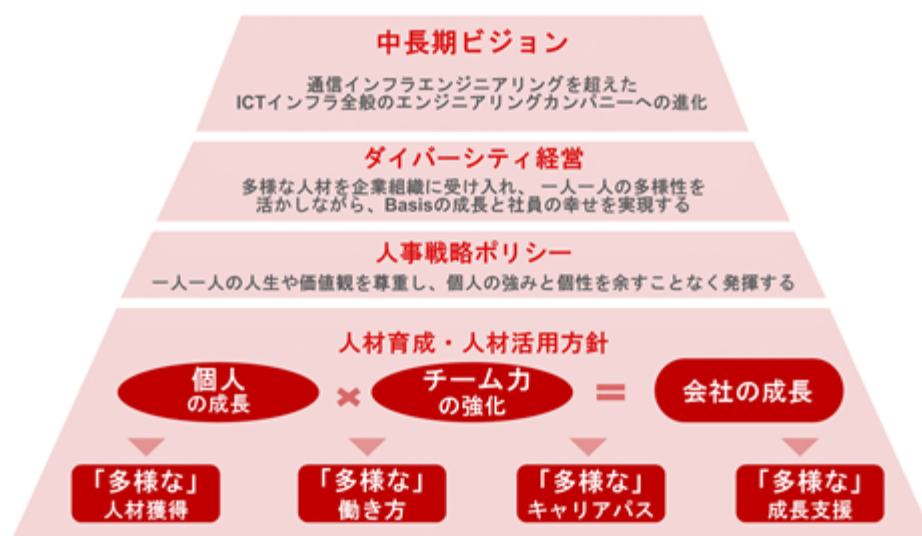 中長期ビジョン
通信インフラエンジニアリングを超えた
ICTインフラ全般のエンジニアリングカンパニーへの進化
ダイバーシティ経営
多様な人材を企業組織に受け入れ、一人一人の多様性を
活かしながら、Basisの成長と社員の幸せを実現する
人事戦略ポリシー
一人一人の人生や価値観を尊重し、個人の強みと個性を余すことなく発揮する
人材育成・人材活用方針
個人
の成長
×
チーム力
の強化
=
会社の成長
「多様な」
人材獲得
「多様な」
働き方
「多様な」
キャリアパス
「多様な」
成長支援